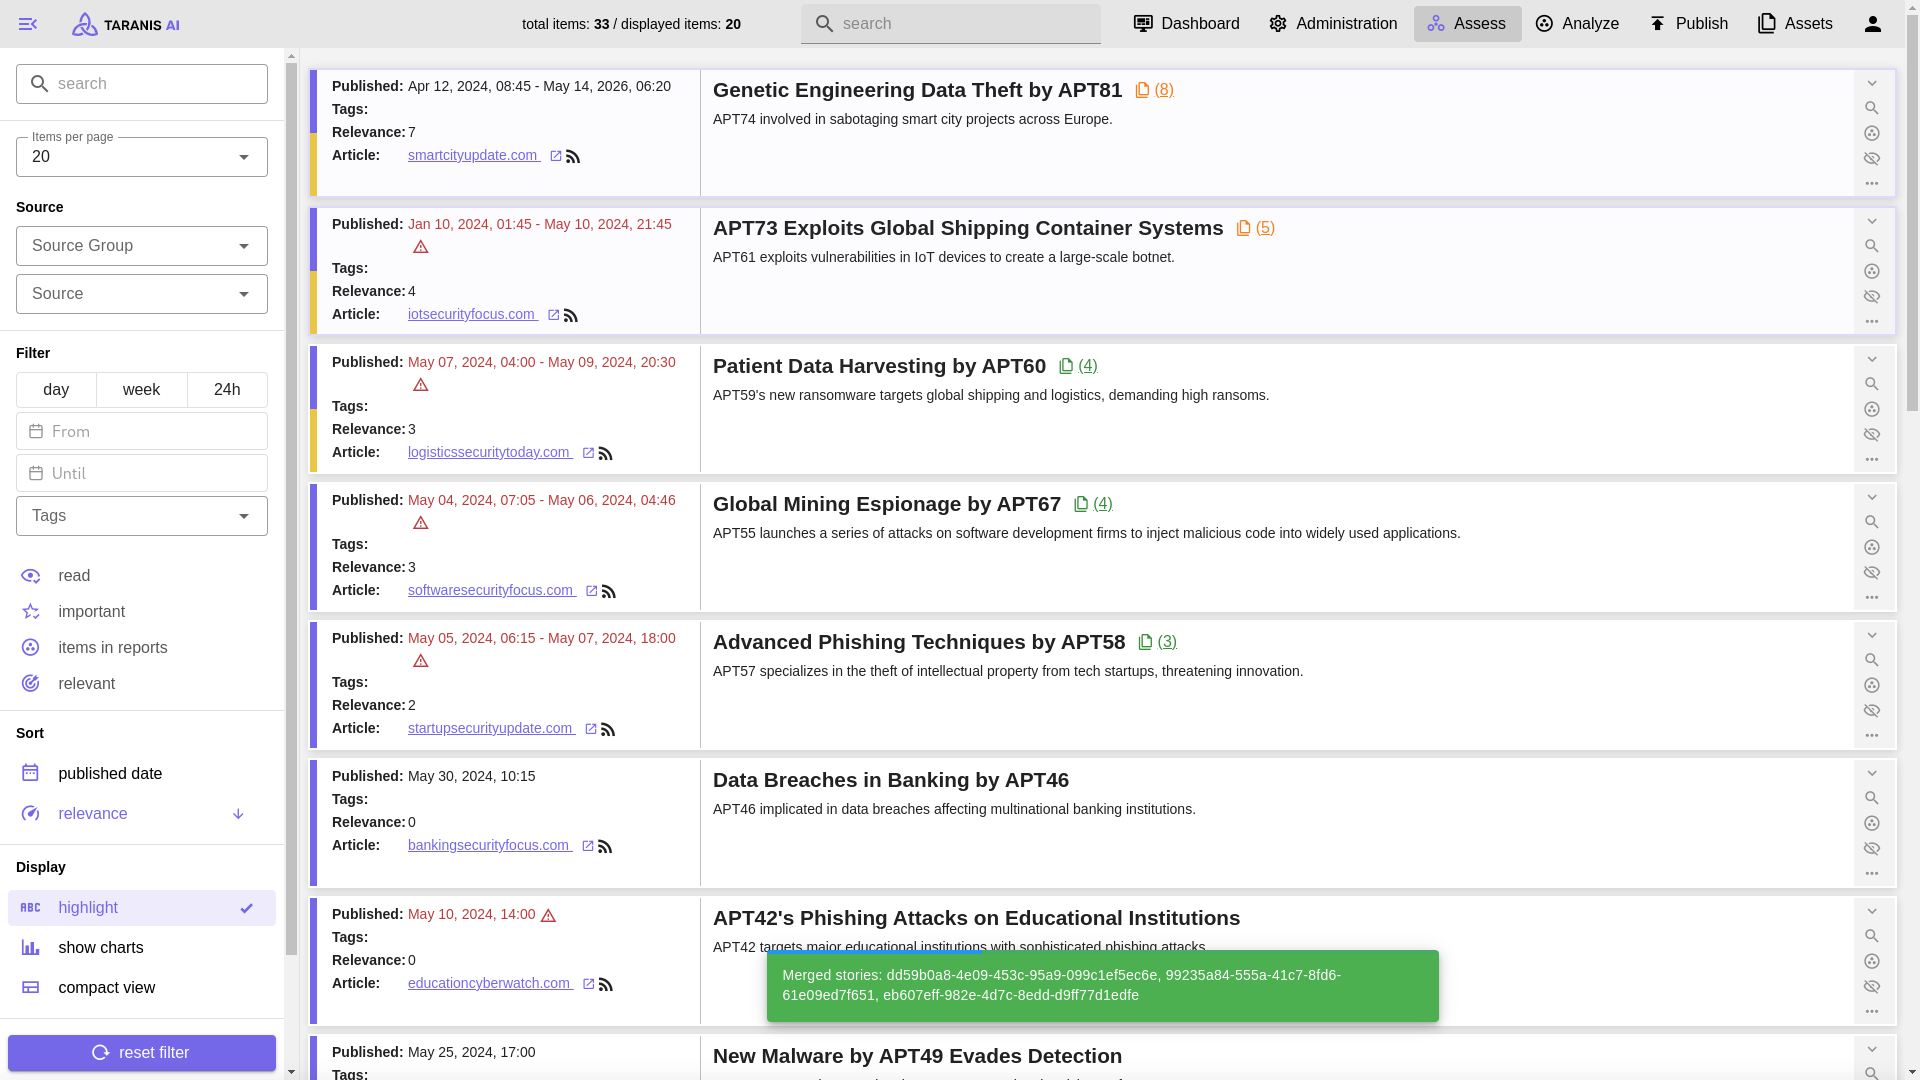 TARANIS AI
total items: 33 / displayed items: 20
search
Dashboard
Administration
Assess
Analyze
Publish
Assets
search
Items per page
20
Source
Source Group
Source
Filter
day
week
24h
From
Until
Tags
read
important
items in reports
relevant
Sort
published date
relevance
Display
ABC highlight
show charts
compact view
reset filter
Published: Apr 12, 2024, 08:45 - May 14, 2026, 06:20
Tags:
Relevance: 7
Article: smartcityupdate.com
Genetic Engineering Data Theft by APT81 (8)
APT74 involved in sabotaging smart city projects across Europe.
Published: Jan 10, 2024, 01:45 - May 10, 2024, 21:45
Tags:
Relevance: 4
Article: iotsecurityfocus.com
APT73 Exploits Global Shipping Container Systems (5)
APT61 exploits vulnerabilities in IoT devices to create a large-scale botnet.
Published: May 07, 2024, 04:00 - May 09, 2024, 20:30
Tags:
Relevance: 3
Article: logisticssecuritytoday.com
Patient Data Harvesting by APT60 (4)
APT59's new ransomware targets global shipping and logistics, demanding high ransoms.
Published: May 04, 2024, 07:05 - May 06, 2024, 04:46
Tags:
Relevance: 3
Article: softwaresecurityfocus.com
Global Mining Espionage by APT67 (4)
APT55 launches a series of attacks on software development firms to inject malicious code into widely used applications.
Published: May 05, 2024, 06:15 - May 07, 2024, 18:00
Tags:
Relevance: 2
Article: startupsecurityupdate.com
Advanced Phishing Techniques by APT58 (3)
APT57 specializes in the theft of intellectual property from tech startups, threatening innovation.
Published: May 30, 2024, 10:15
Tags:
Relevance: 0
Article: bankingsecurityfocus.com
Data Breaches in Banking by APT46
APT46 implicated in data breaches affecting multinational banking institutions.
Published: May 10, 2024, 14:00
Tags:
Relevance: 0
Article: educationcyberwatch.com
APT42's Phishing Attacks on Educational Institutions
APT42 targets major educational institutions with sophisticated phishing attacks.
Merged stories: dd59b0a8-4e09-453c-95a9-099c1ef5ec6e, 99235a84-555a-41c7-8fd6-
61e09ed7f651, eb607eff-982e-4d7c-8edd-d9ff77d1edfe
Published: May 25, 2024, 17:00
Tags:
New Malware by APT49 Evades Detection